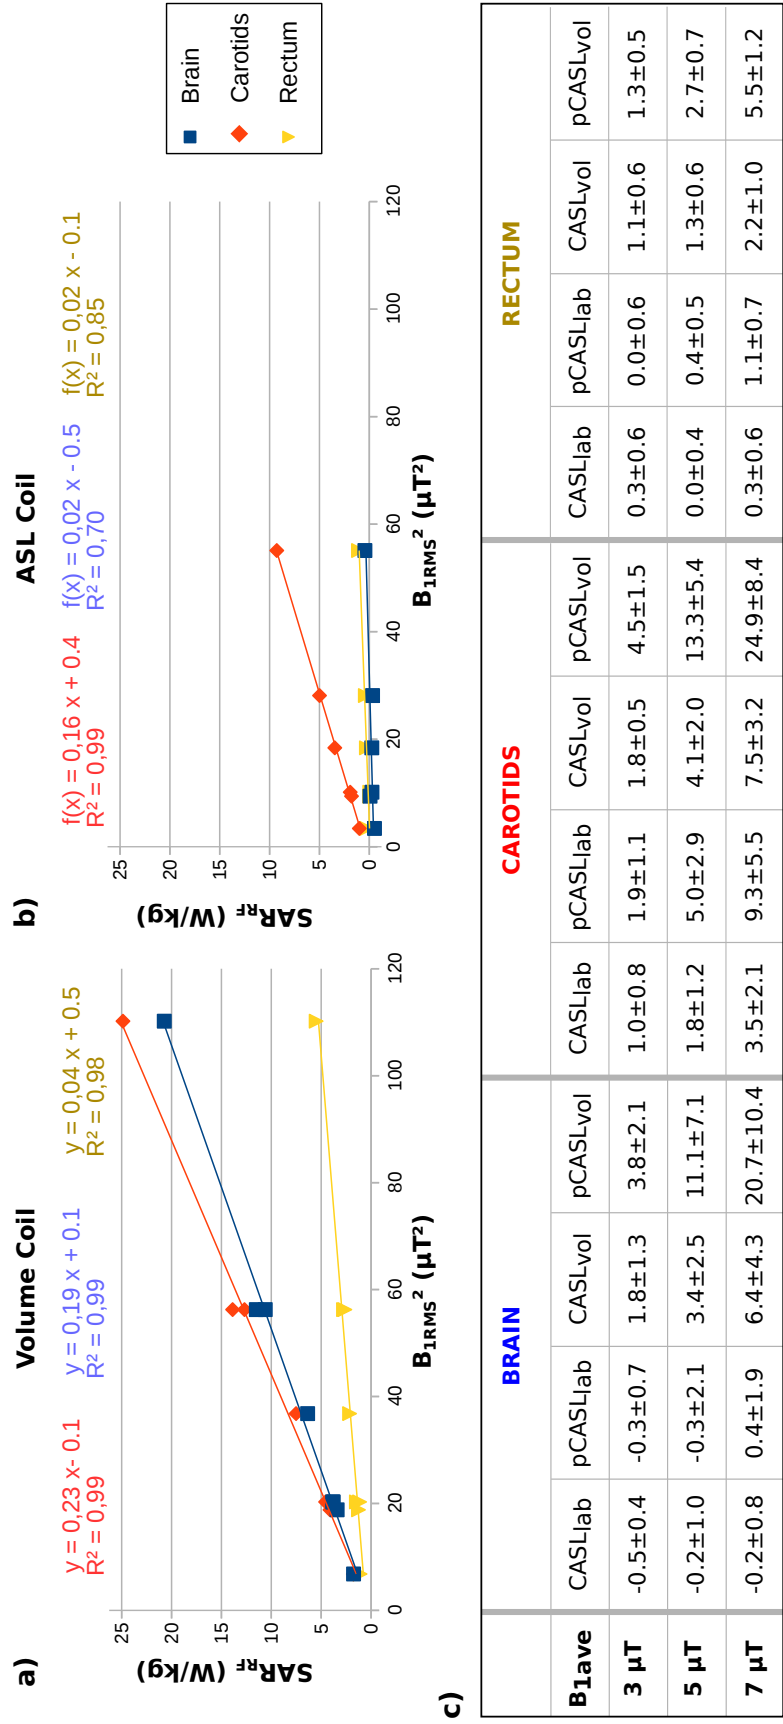 a)
Volume Coil
y = 0,23 x- 0.1
R² = 0,99
y = 0,19 x + 0.1
R² = 0,99
y = 0,04 x + 0.5
R² = 0,98
SAR_RF (W/kg)
25
20
15
10
5
0
0 20 40 60 80 100 120
B_1RMS² (µT²)
b)
ASL Coil
f(x) = 0,16 x + 0.4
R² = 0,99
f(x) = 0,02 x - 0.5
R² = 0,70
f(x) = 0,02 x - 0.1
R² = 0,85
SAR_RF (W/kg)
25
20
15
10
5
0
0 20 40 60 80 100 120
B_1RMS² (µT²)
Brain
Carotids
Rectum
c)
BRAIN CAROTIDS RECTUM
B_1ave CASL_lab pCASL_lab CASL_vol pCASL_vol CASL_lab pCASL_lab CASL_vol pCASL_vol CASL_lab pCASL_lab CASL_vol pCASL_vol
3 µT -0.5±0.4 -0.3±0.7 1.8±1.3 3.8±2.1 1.0±0.8 1.9±1.1 1.8±0.5 4.5±1.5 0.3±0.6 0.0±0.6 1.1±0.6 1.3±0.5
5 µT -0.2±1.0 -0.3±2.1 3.4±2.5 11.1±7.1 1.8±1.2 5.0±2.9 4.1±2.0 13.3±5.4 0.0±0.4 0.4±0.5 1.3±0.6 2.7±0.7
7 µT -0.2±0.8 0.4±1.9 6.4±4.3 20.7±10.4 3.5±2.1 9.3±5.5 7.5±3.2 24.9±8.4 0.3±0.6 1.1±0.7 2.2±1.0 5.5±1.2